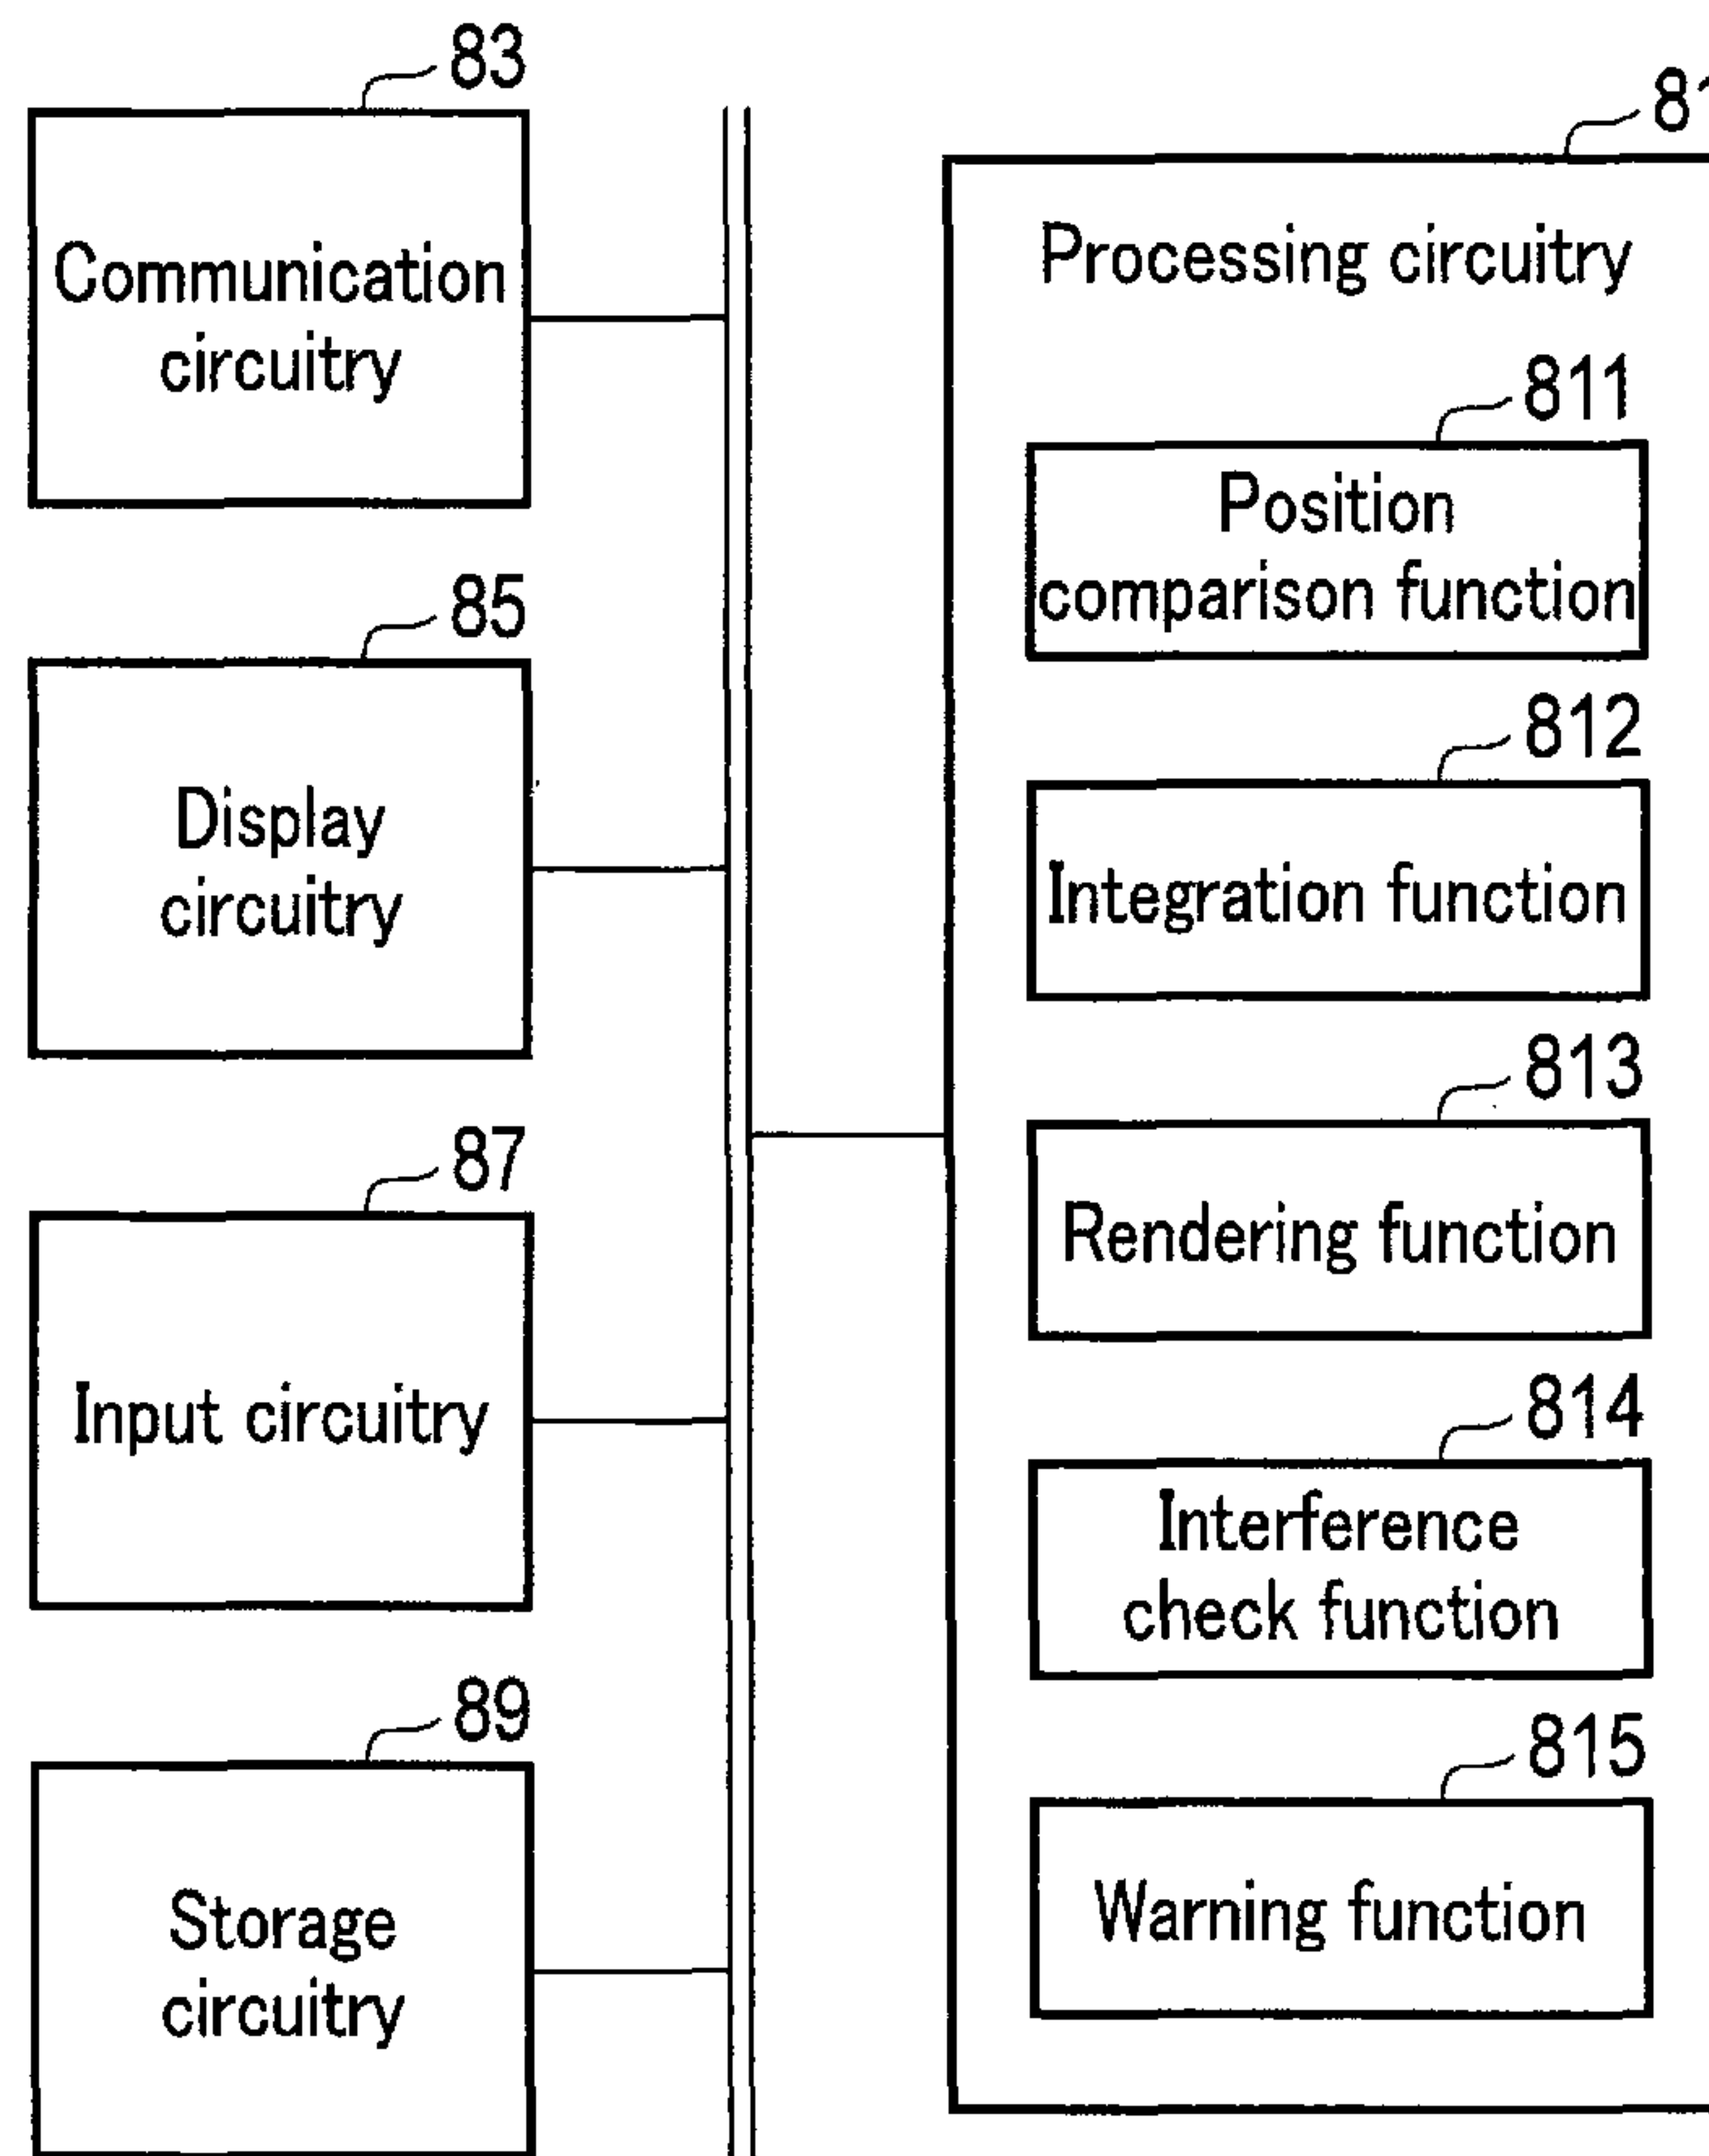 83
Communication
circuitry
85
Display
circuitry
87
Input circuitry
89
Storage
circuitry
81
Processing circuitry
811
Position
comparison function
812
Integration function
813
Rendering function
814
Interference
check function
815
Warning function